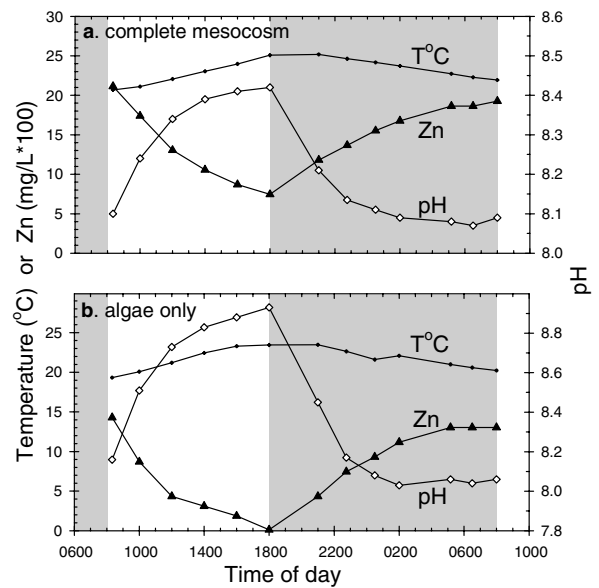 30
25
20
15
10
5
0
a. complete mesocosm
T°C
Zn
pH
8.6
8.5
8.4
8.3
8.2
8.1
8.0
Temperature (°C) or Zn (mg/L*100)
pH
25
20
15
10
5
0
b. algae only
T°C
Zn
pH
8.8
8.6
8.4
8.2
8.0
7.8
0600 1000 1400 1800 2200 0200 0600 1000
Time of day